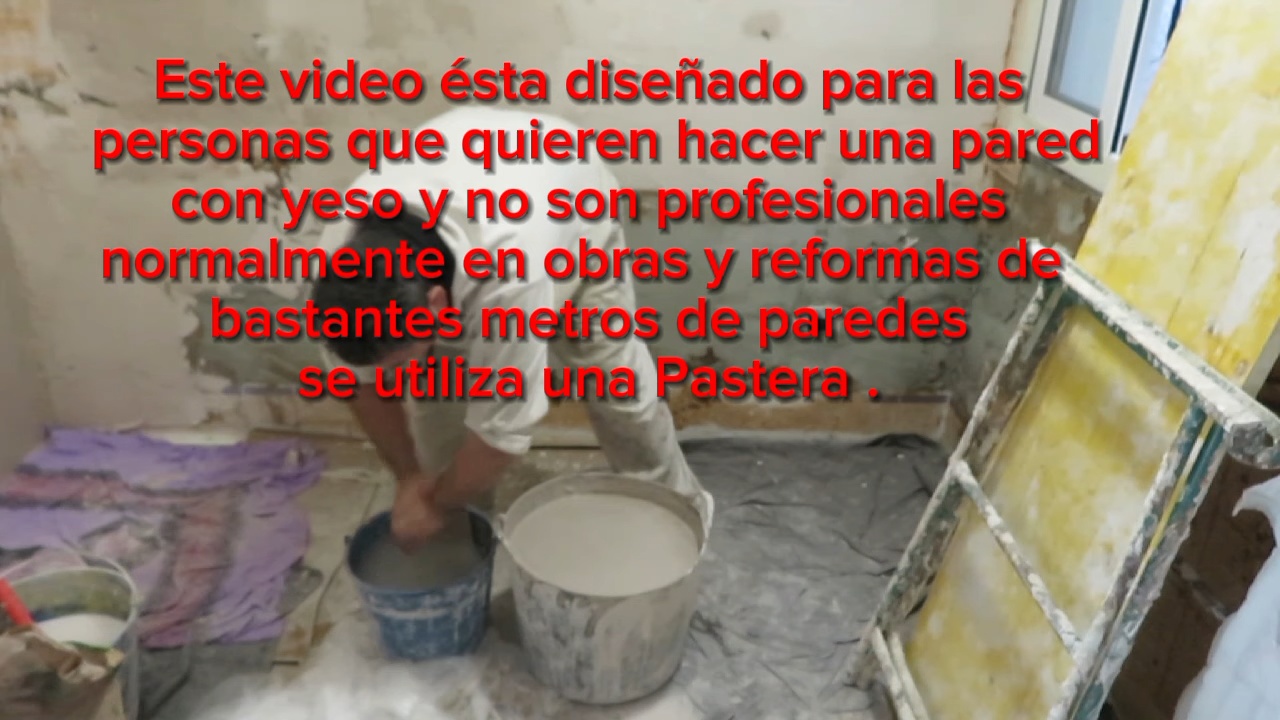 Este video ésta diseñado para las
personas que quieren hacer una pared
con yeso y no son profesionales
normalmente en obras y reformas de
bastantes metros de paredes
se utiliza una Pastera .